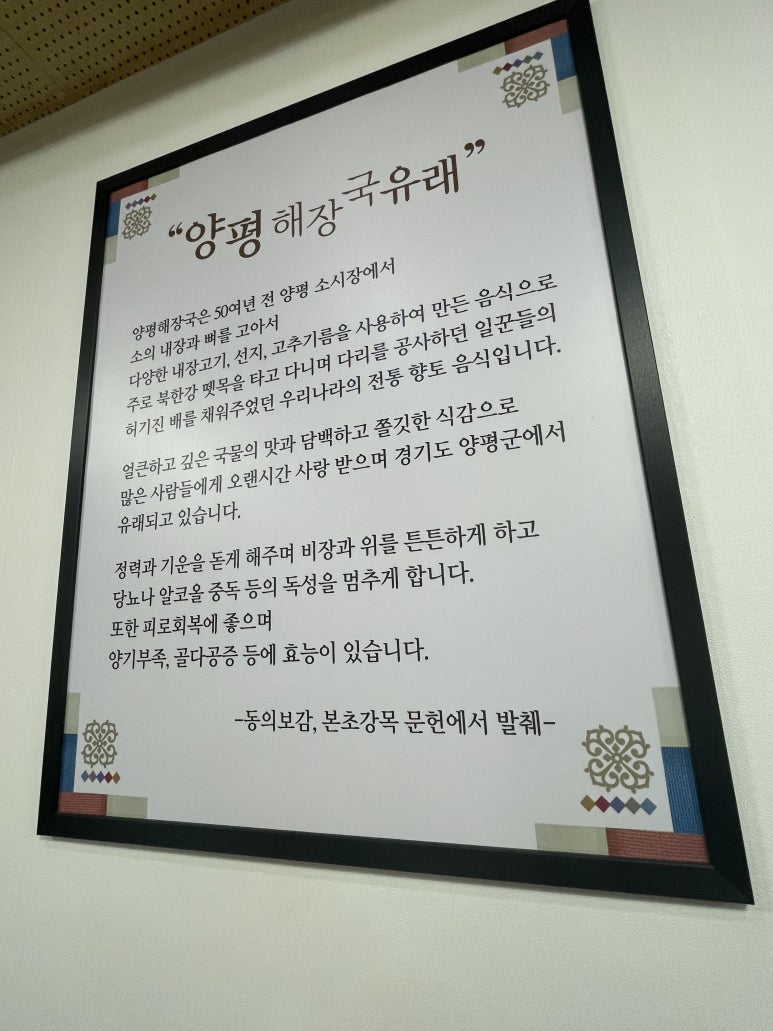 “양평해장국유래”
양평해장국은 50여년 전 양평 소시장에서
소의 내장과 뼈를 고아서
다양한 내장고기, 선지, 고추기름을 사용하여 만든 음식으로
주로 북한강 뗏목을 타고 다니며 다리를 공사하던 일꾼들의
허기진 배를 채워주었던 우리나라의 전통 향토 음식입니다.
얼큰하고 깊은 국물의 맛과 담백하고 쫄깃한 식감으로
많은 사람들에게 오랜시간 사랑 받으며 경기도 양평군에서
유래되고 있습니다.
정력과 기운을 돋게 해주며 비장과 위를 튼튼하게 하고
당뇨나 알코올 중독 등의 독성을 멈추게 합니다.
또한 피로회복에 좋으며
양기부족, 골다공증 등에 효능이 있습니다.
-동의보감, 본초강목 문헌에서 발췌-